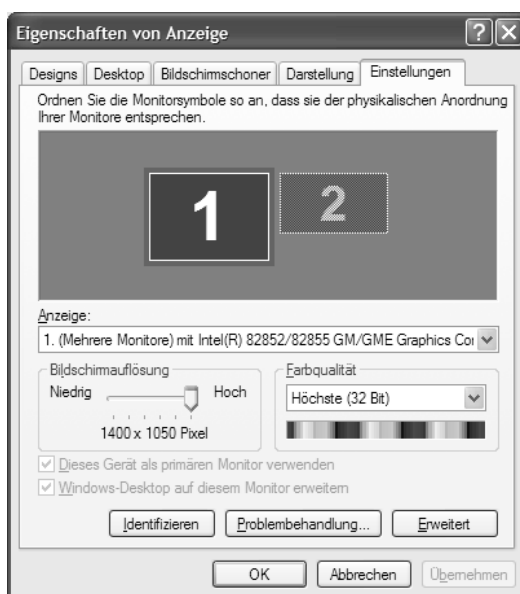 Eigenschaften von Anzeige
Designs Desktop Bildschirmschoner Darstellung Einstellungen
Ordnen Sie die Monitorsymbole so an, dass sie der physikalischen Anordnung
Ihrer Monitore entsprechen.
1 2
Anzeige:
1. (Mehrere Monitore) mit Intel(R) 82852/82855 GM/GME Graphics Cor
Bildschirmauflösung Farbqualität
Niedrig Hoch Höchste (32 Bit)
1400 x 1050 Pixel
Dieses Gerät als primären Monitor verwenden
Windows-Desktop auf diesem Monitor erweitern
Identifizieren Problembehandlung... Erweitert
OK Abbrechen Übernehmen